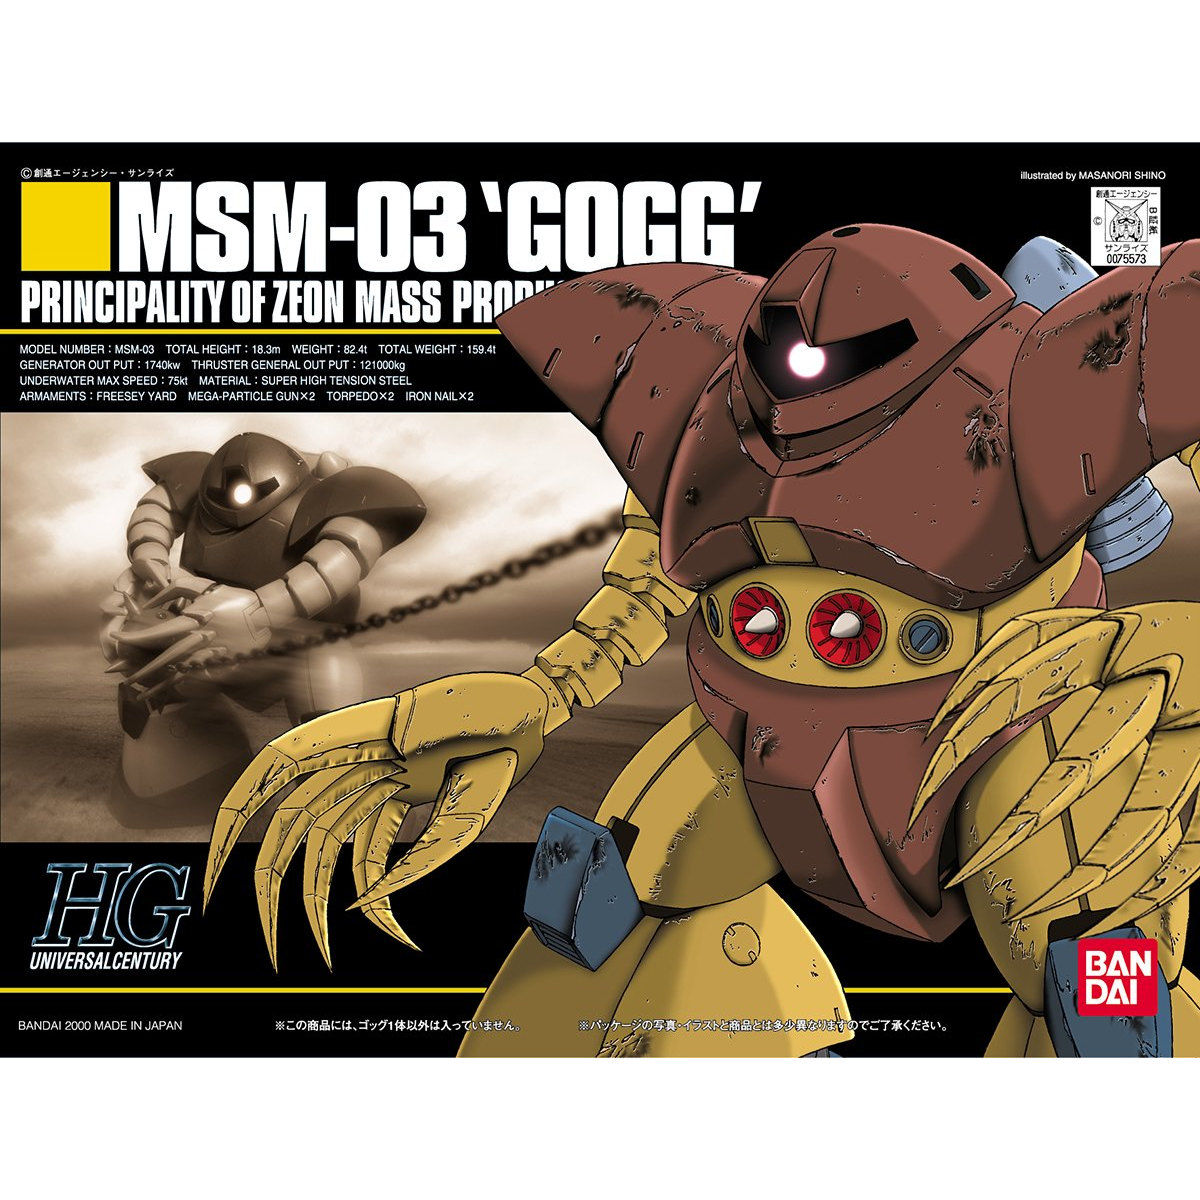 ©創通エージェンシー・サンライズ
MSM-03 'GOGG'
PRINCIPALITY OF ZEON MASS
MODEL NUMBER：MSM-03 TOTAL HEIGHT：18.3m WEIGHT：82.4t TOTAL WEIGHT：159.4t
GENERATOR OUT PUT：1740kw THRUSTER GENERAL OUT PUT：121000kg
UNDERWATER MAX SPEED：75kt MATERIAL：SUPER HIGH TENSION STEEL
ARMAMENTS：FREESEY YARD MEGA-PARTICLE GUN×2 TORPEDO×2 IRON NAIL×2
illustrated by MASANORI SHINO
創通エージェンシー
©
B証紙
サンライズ
0075573
HG
UNIVERSAL CENTURY
BAN
DAI
BANDAI 2000 MADE IN JAPAN
※この商品には、ゴッグ1体以外は入っていません。
※パッケージの写真・イラストと商品とは多少異なりますのでご了承ください。